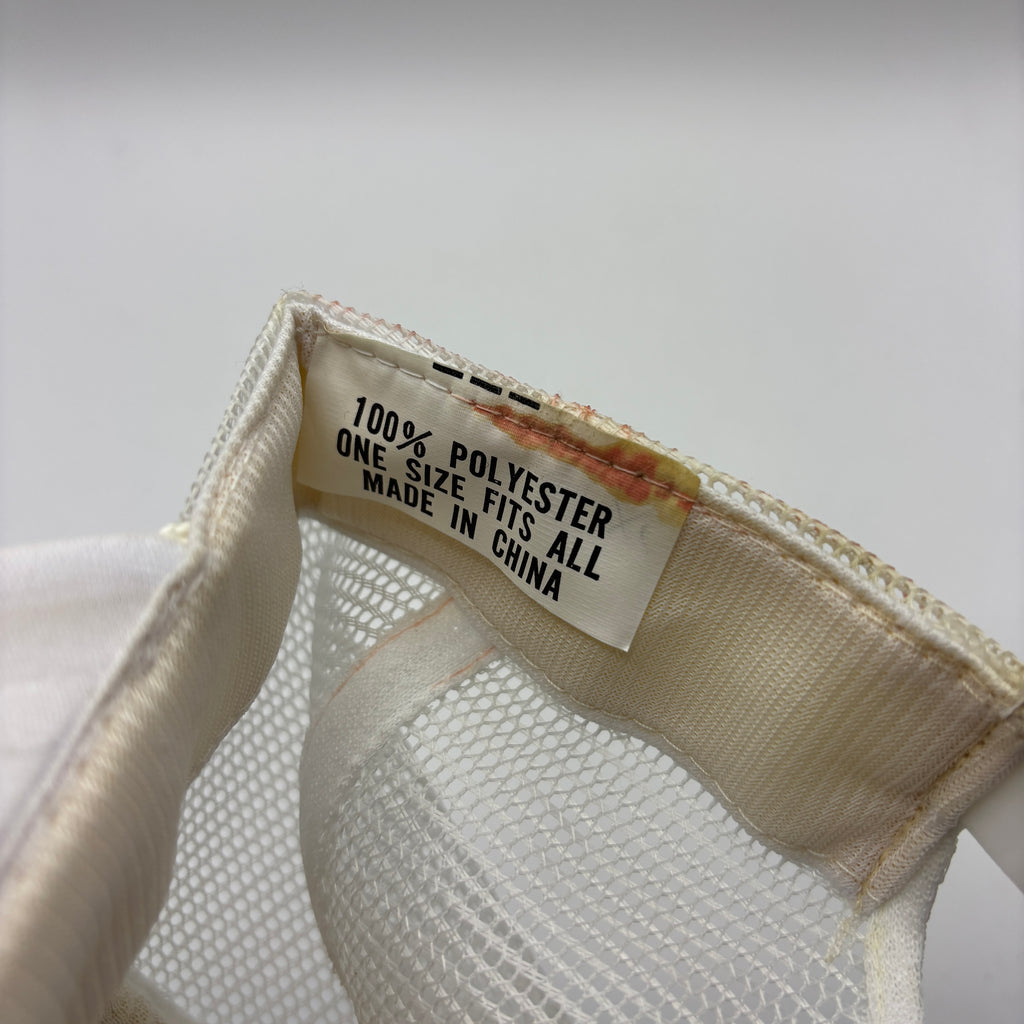 100% POLYESTER
ONE SIZE FITS ALL
MADE IN CHINA